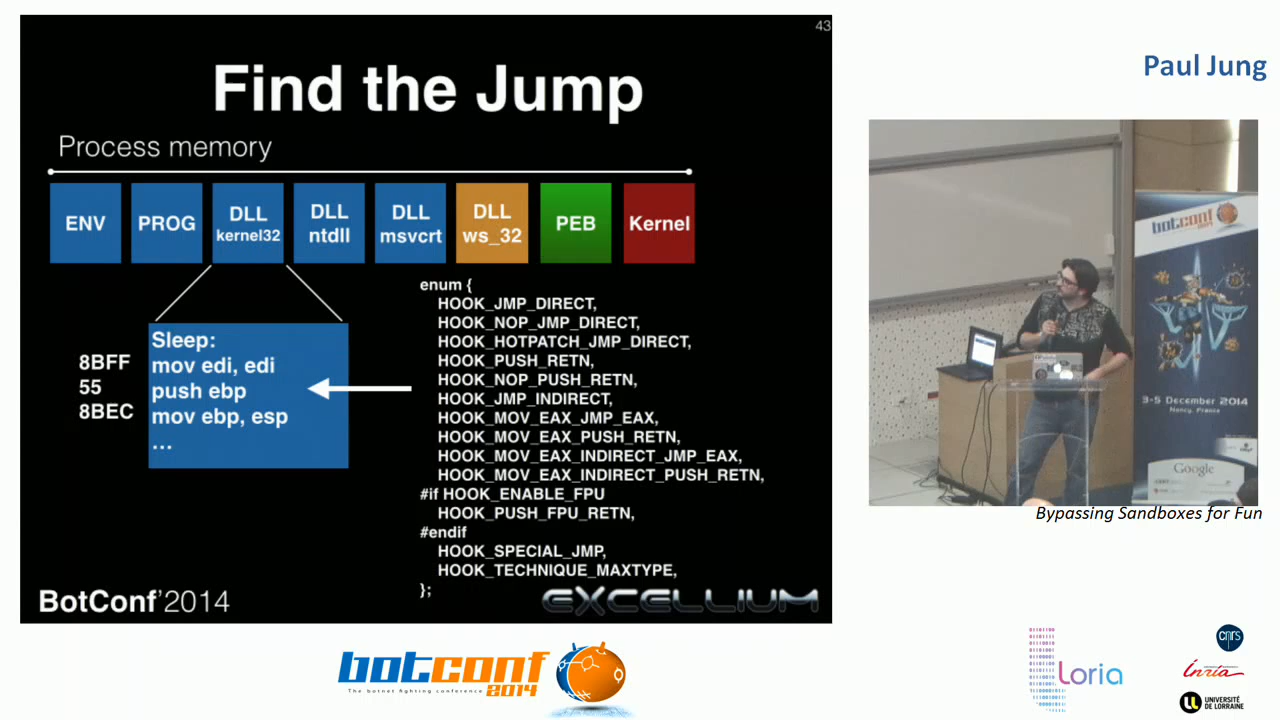 43
Find the Jump
Process memory
ENV
PROG
DLL
kernel32
DLL
ntdll
DLL
msvcrt
DLL
ws_32
PEB
Kernel
8BFF
55
8BEC
Sleep:
mov edi, edi
push ebp
mov ebp, esp
...
enum {
HOOK_JMP_DIRECT,
HOOK_NOP_JMP_DIRECT,
HOOK_HOTPATCH_JMP_DIRECT,
HOOK_PUSH_RETN,
HOOK_NOP_PUSH_RETN,
HOOK_JMP_INDIRECT,
HOOK_MOV_EAX_JMP_EAX,
HOOK_MOV_EAX_PUSH_RETN,
HOOK_MOV_EAX_INDIRECT_JMP_EAX,
HOOK_MOV_EAX_INDIRECT_PUSH_RETN,
#if HOOK_ENABLE_FPU
HOOK_PUSH_FPU_RETN,
#endif
HOOK_SPECIAL_JMP,
HOOK_TECHNIQUE_MAXTYPE,
};
BotConf'2014
EXCELLIUM
Paul Jung
botconf
2014
3-5 December 2014
Nancy, France
Google
Bypassing Sandboxes for Fun
botconf
The botnet fighting conference 2014
Loria
cnrs
Inria
UNIVERSITÉ
DE LORRAINE